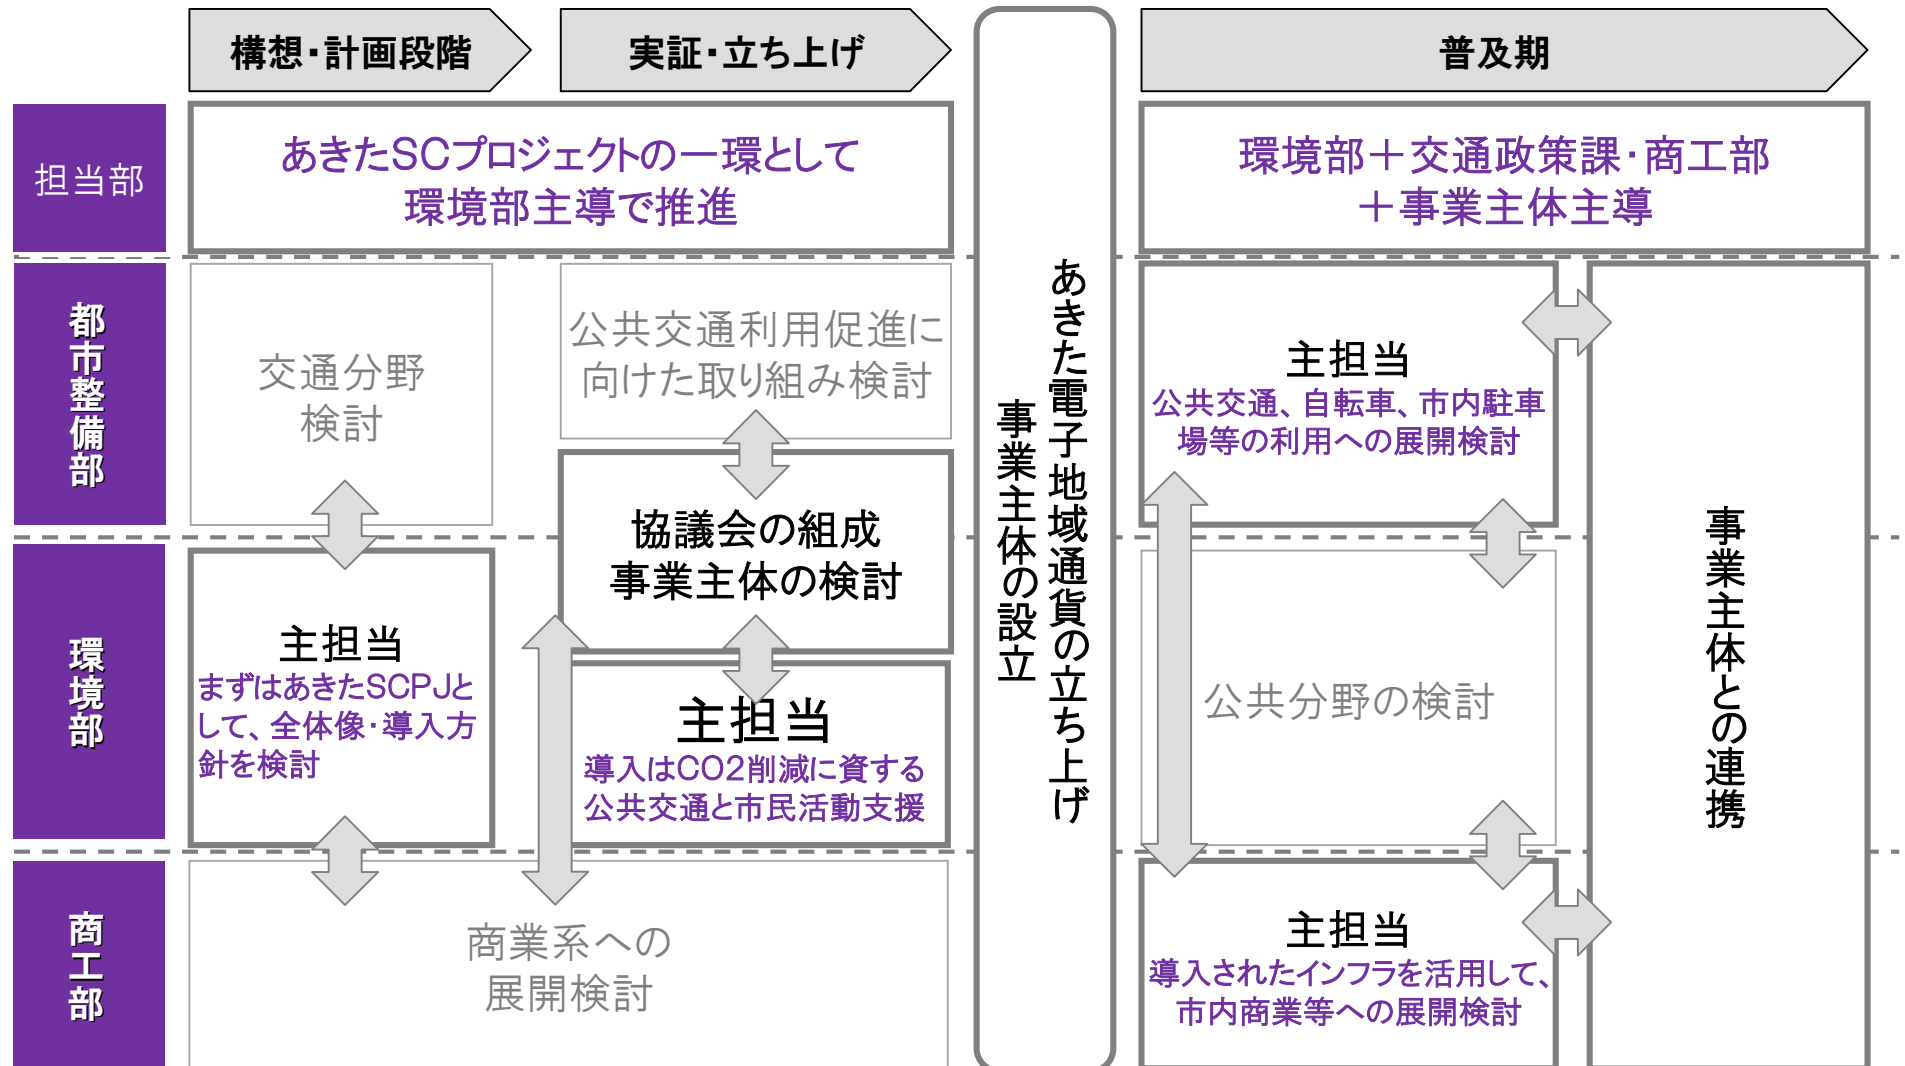 構想・計画段階
実証・立ち上げ
普及期
担当部
あきたSCプロジェクトの一環として
環境部主導で推進
環境部＋交通政策課・商工部
＋事業主体主導
あきた電子地域通貨の立ち上げ
事業主体の設立
都市整備部
交通分野
検討
公共交通利用促進に
向けた取り組み検討
主担当
公共交通、自転車、市内駐車
場等の利用への展開検討
事業主体との連携
協議会の組成
事業主体の検討
環境部
主担当
まずはあきたSCPJと
して、全体像・導入方
針を検討
主担当
導入はCO2削減に資する
公共交通と市民活動支援
公共分野の検討
商工部
商業系への
展開検討
主担当
導入されたインフラを活用して、
市内商業等への展開検討